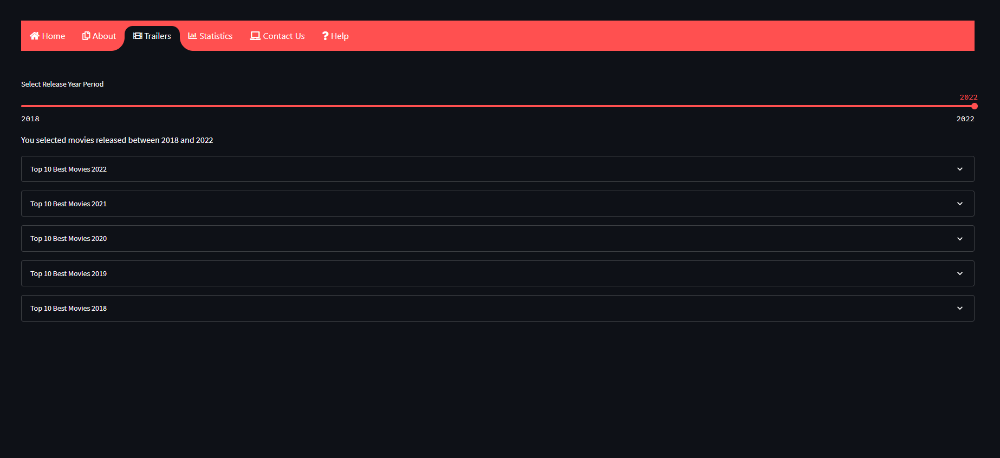 Home About Trailers Statistics Contact Us Help
Select Release Year Period
2022
2018 2022
You selected movies released between 2018 and 2022
Top 10 Best Movies 2022
Top 10 Best Movies 2021
Top 10 Best Movies 2020
Top 10 Best Movies 2019
Top 10 Best Movies 2018